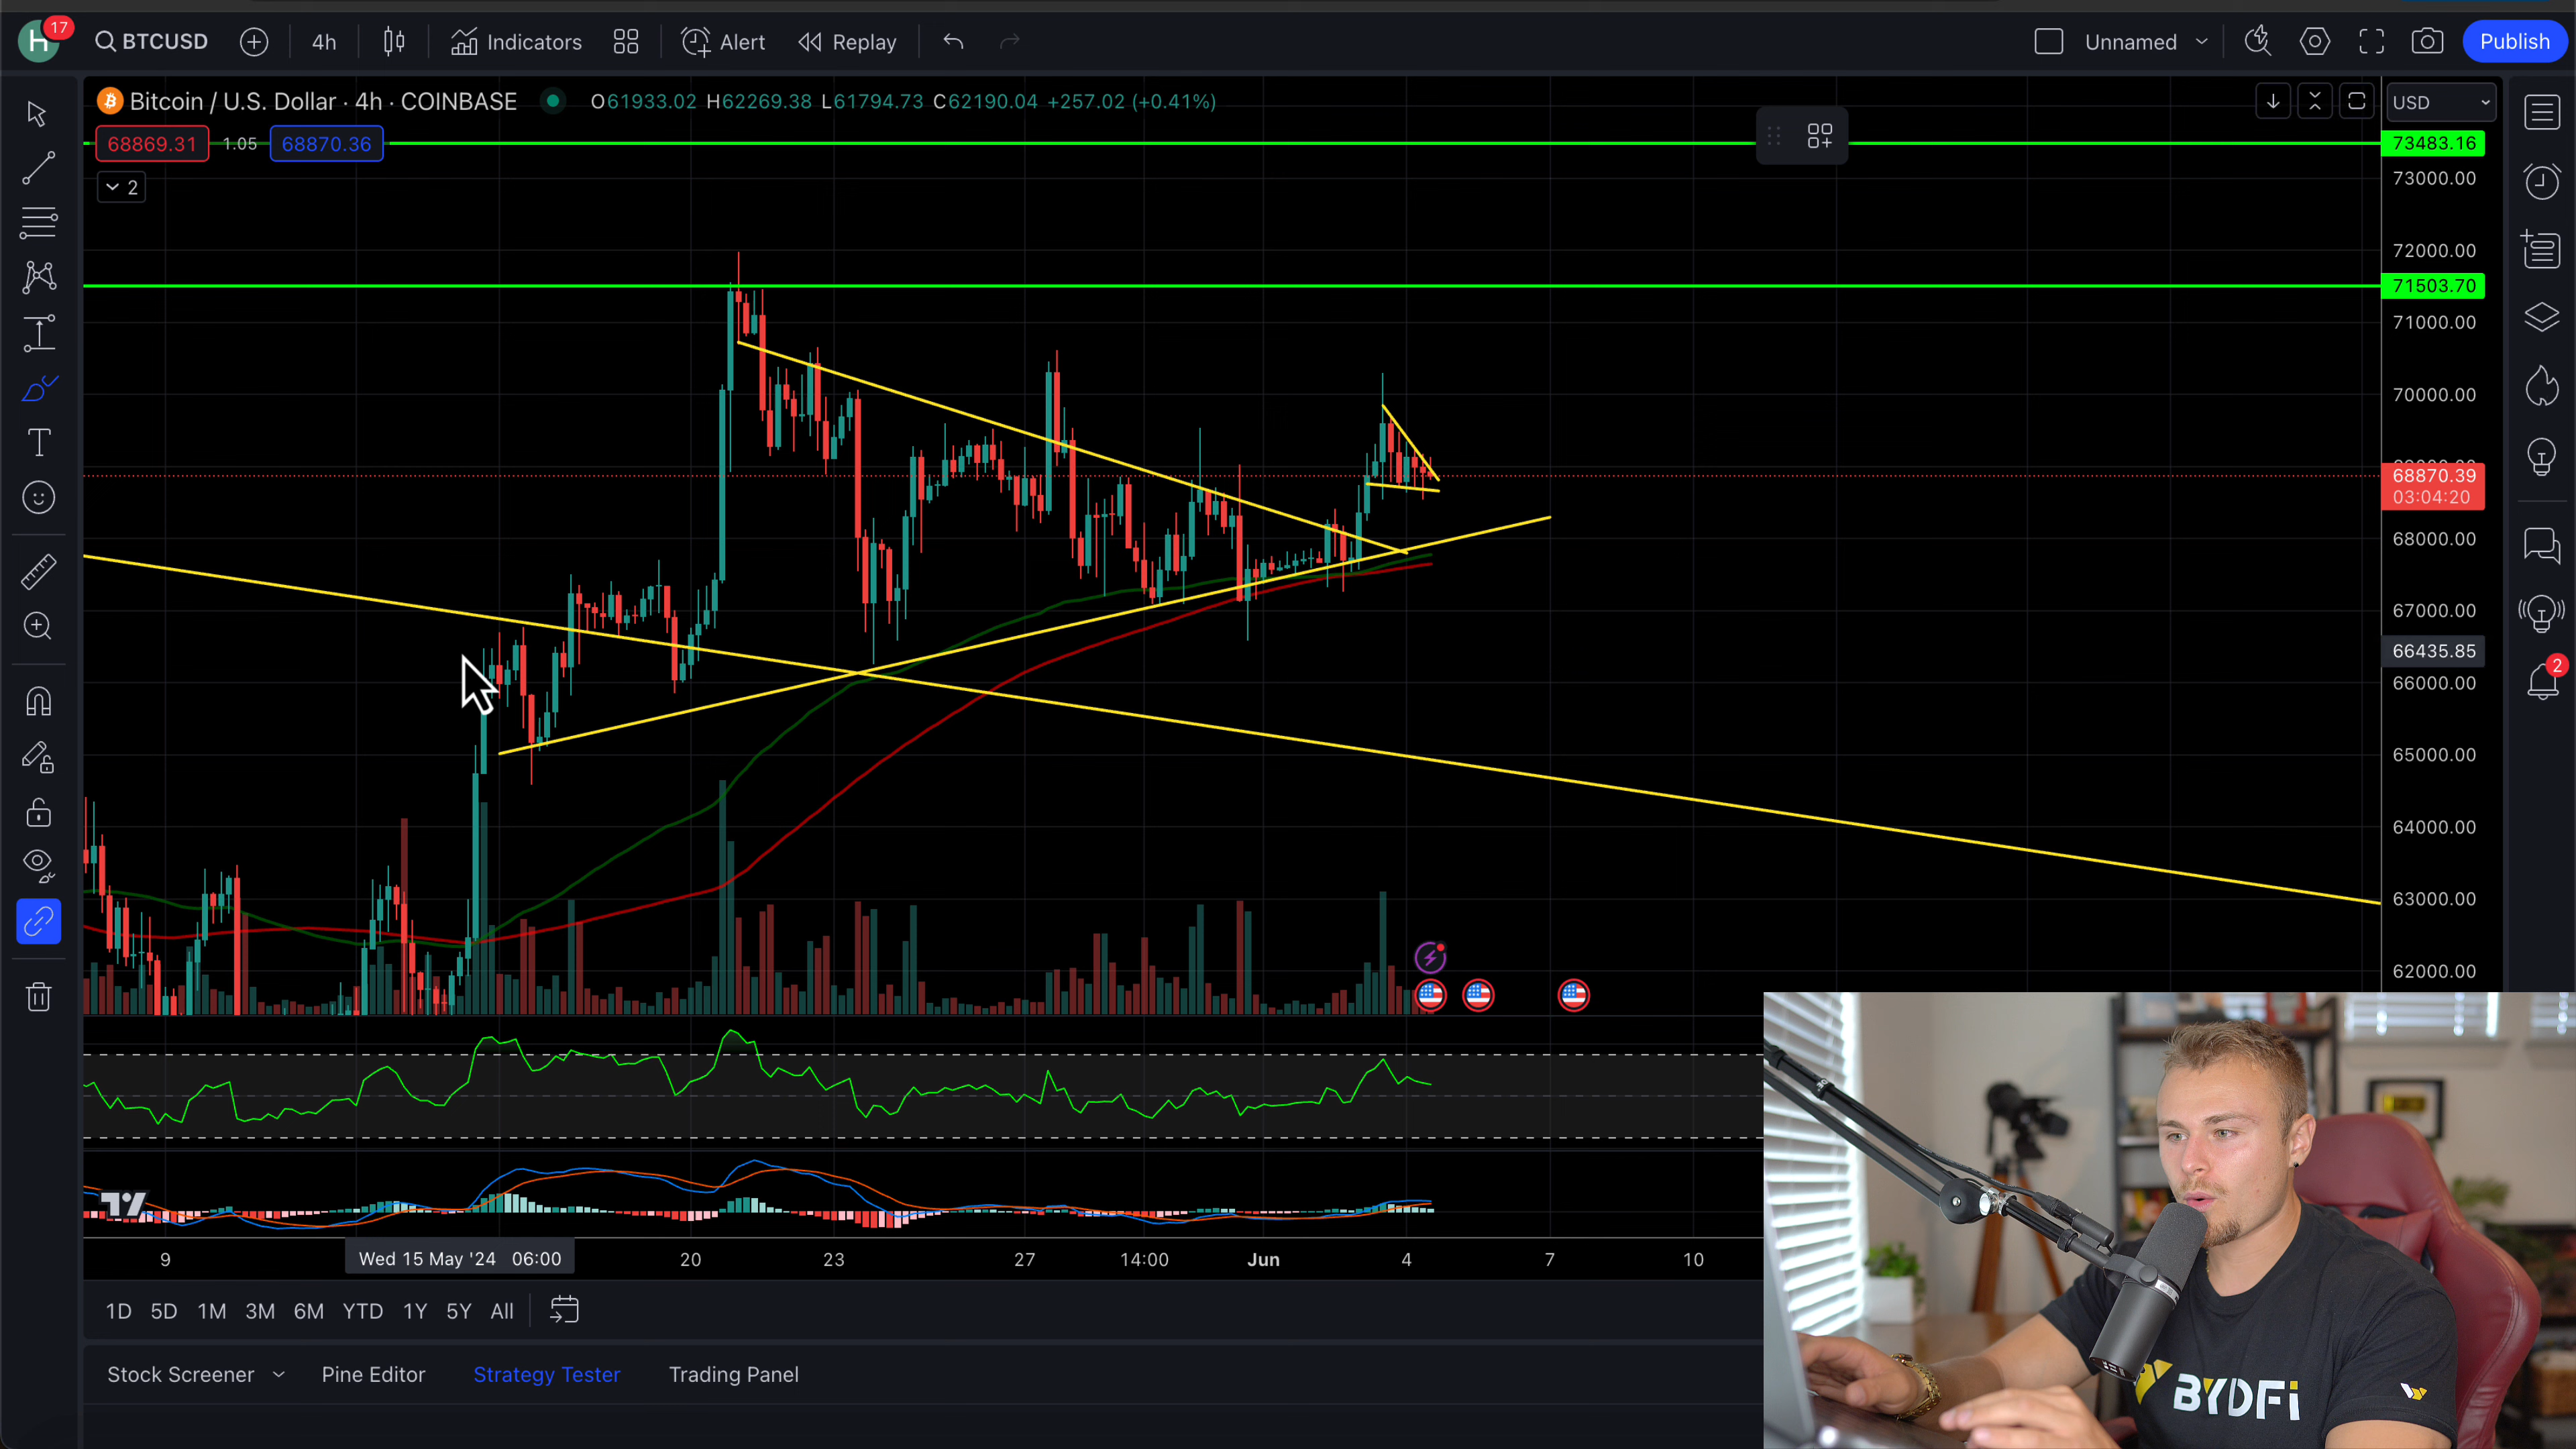 H 17 BTCUSD 4h Indicators Alert Replay Unnamed Publish
Bitcoin / U.S. Dollar · 4h · COINBASE O61933.02 H62269.38 L61794.73 C62190.04 +257.02 (+0.41%) USD
68869.31 1.05 68870.36 73483.16
73000.00
2
72000.00
71503.70
71000.00
70000.00
68870.39
03:04:20
68000.00
67000.00
66435.85
2
66000.00
65000.00
64000.00
63000.00
62000.00
9 Wed 15 May '24 06:00 20 23 27 14:00 Jun 4 7 10
1D 5D 1M 3M 6M YTD 1Y 5Y All
Stock Screener Pine Editor Strategy Tester Trading Panel
BYDFi